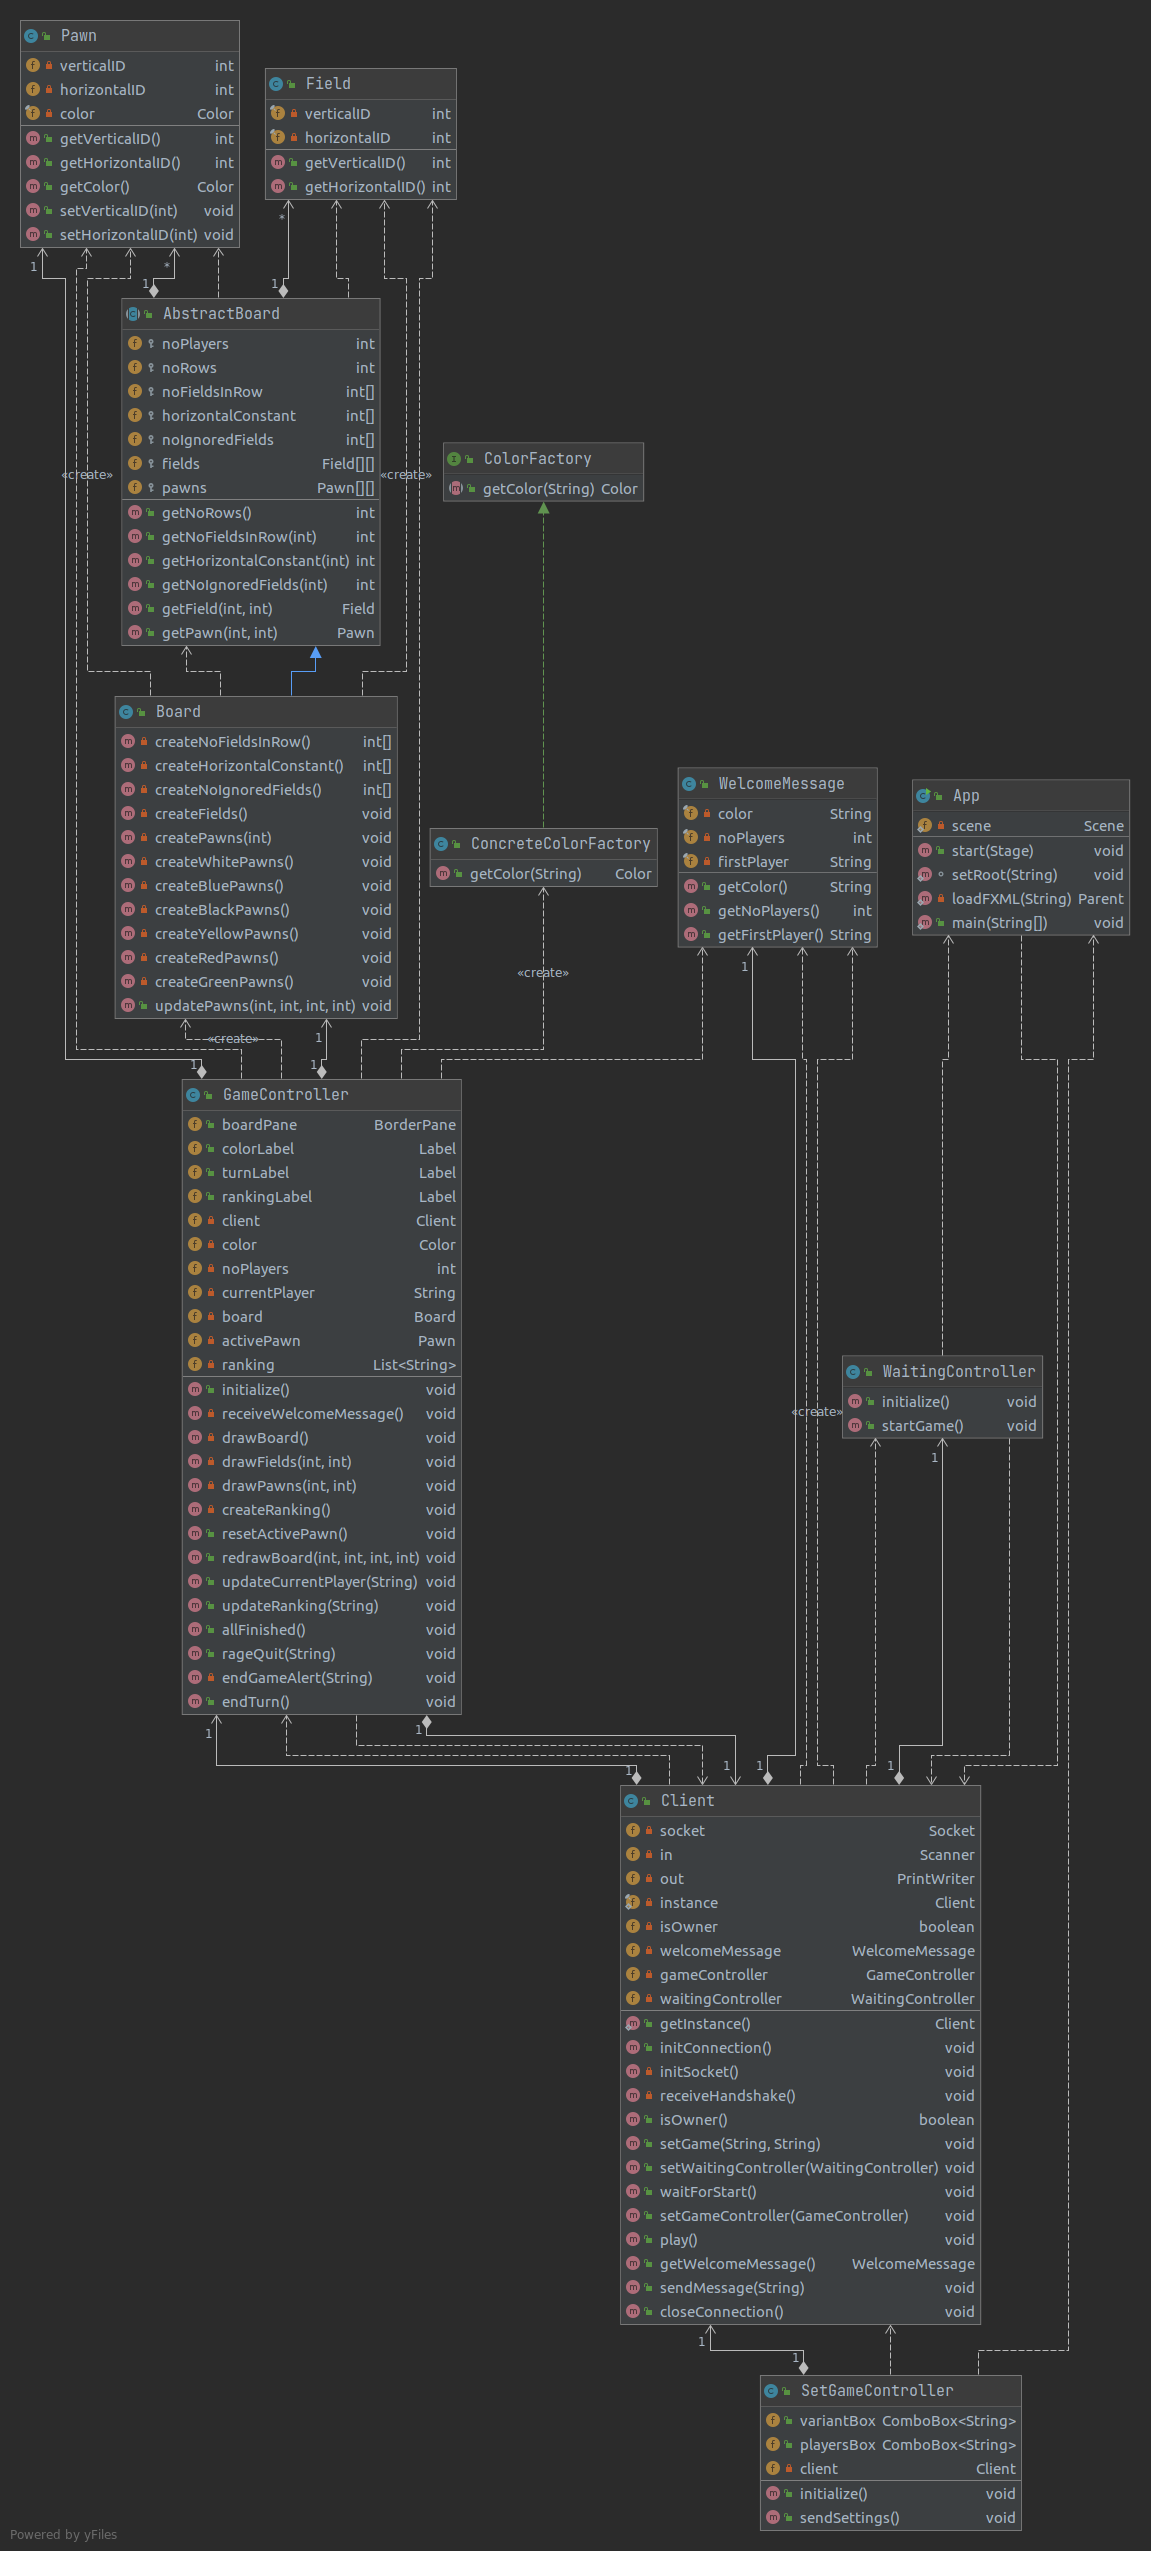 Pawn
verticalID int
horizontalID int
color Color
getVerticalID() int
getHorizontalID() int
getColor() Color
setVerticalID(int) void
setHorizontalID(int) void
Field
verticalID int
horizontalID int
getVerticalID() int
getHorizontalID() int
1
*
1
*
1
AbstractBoard
noPlayers int
noRows int
noFieldsInRow int[]
horizontalConstant int[]
noIgnoredFields int[]
fields Field[][]
pawns Pawn[][]
getNoRows() int
getNoFieldsInRow(int) int
getHorizontalConstant(int) int
getNoIgnoredFields(int) int
getField(int, int) Field
getPawn(int, int) Pawn
«create»
«create»
ColorFactory
getColor(String) Color
Board
createNoFieldsInRow() int[]
createHorizontalConstant() int[]
createNoIgnoredFields() int[]
createFields() void
createPawns(int) void
createWhitePawns() void
createBluePawns() void
createBlackPawns() void
createYellowPawns() void
createRedPawns() void
createGreenPawns() void
updatePawns(int, int, int, int) void
ConcreteColorFactory
getColor(String) Color
WelcomeMessage
color String
noPlayers int
firstPlayer String
getColor() String
getNoPlayers() int
getFirstPlayer() String
App
scene Scene
start(Stage) void
setRoot(String) void
loadFXML(String) Parent
main(String[]) void
«create»
1
«create»
1
1
1
GameController
boardPane BorderPane
colorLabel Label
turnLabel Label
rankingLabel Label
client Client
color Color
noPlayers int
currentPlayer String
board Board
activePawn Pawn
ranking List<String>
initialize() void
receiveWelcomeMessage() void
drawBoard() void
drawFields(int, int) void
drawPawns(int, int) void
createRanking() void
resetActivePawn() void
redrawBoard(int, int, int, int) void
updateCurrentPlayer(String) void
updateRanking(String) void
allFinished() void
rageQuit(String) void
endGameAlert(String) void
endTurn() void
WaitingController
initialize() void
startGame() void
«create»
1
1
1
1
1
1
1
Client
socket Socket
in Scanner
out PrintWriter
instance Client
isOwner boolean
welcomeMessage WelcomeMessage
gameController GameController
waitingController WaitingController
getInstance() Client
initConnection() void
initSocket() void
receiveHandshake() void
isOwner() boolean
setGame(String, String) void
setWaitingController(WaitingController) void
waitForStart() void
setGameController(GameController) void
play() void
getWelcomeMessage() WelcomeMessage
sendMessage(String) void
closeConnection() void
1
1
SetGameController
variantBox ComboBox<String>
playersBox ComboBox<String>
client Client
initialize() void
sendSettings() void
Powered by yFiles